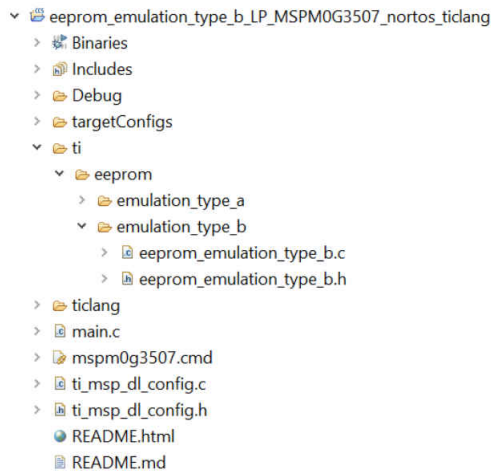 eeprom_emulation_type_b_LP_MSPM0G3507_nortos_ticlang
Binaries
Includes
Debug
targetConfigs
ti
eeprom
emulation_type_a
emulation_type_b
eeprom_emulation_type_b.c
eeprom_emulation_type_b.h
ticlang
main.c
mspm0g3507.cmd
ti_msp_dl_config.c
ti_msp_dl_config.h
README.html
README.md